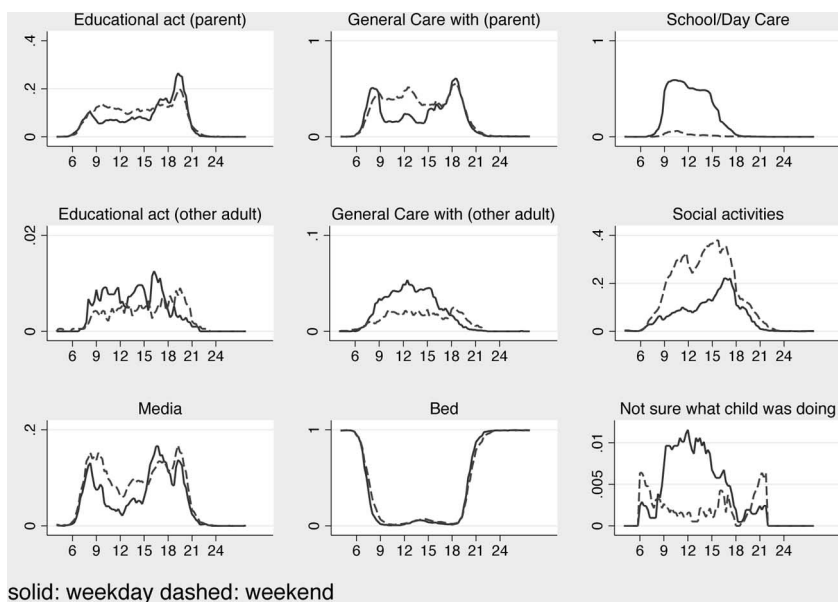 Educational act (parent)
General Care with (parent)
School/Day Care
0 .2 .4
6 9 12 15 18 21 24
0 1
6 9 12 15 18 21 24
0 1
6 9 12 15 18 21 24
Educational act (other adult)
General Care with (other adult)
Social activities
0 .02
6 9 12 15 18 21 24
0 .1
6 9 12 15 18 21 24
0 .2 .4
6 9 12 15 18 21 24
Media
Bed
Not sure what child was doing
0 .2
6 9 12 15 18 21 24
0 1
6 9 12 15 18 21 24
0 .005 .01
6 9 12 15 18 21 24
solid: weekday dashed: weekend